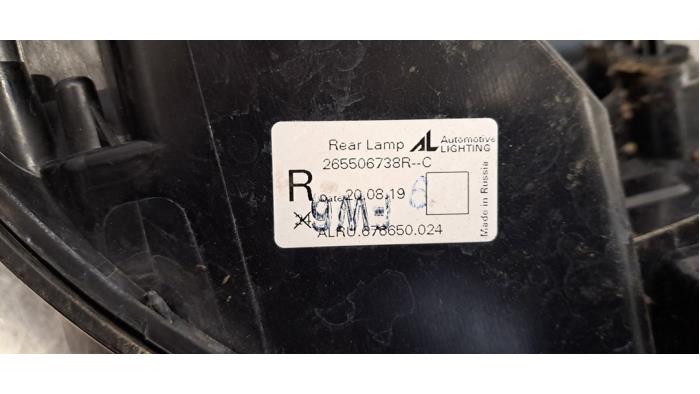 Rear Lamp AL Automotive LIGHTING
265506738R--C
R
Date 20.08.19
ALRU.676650.024
Made in Russia